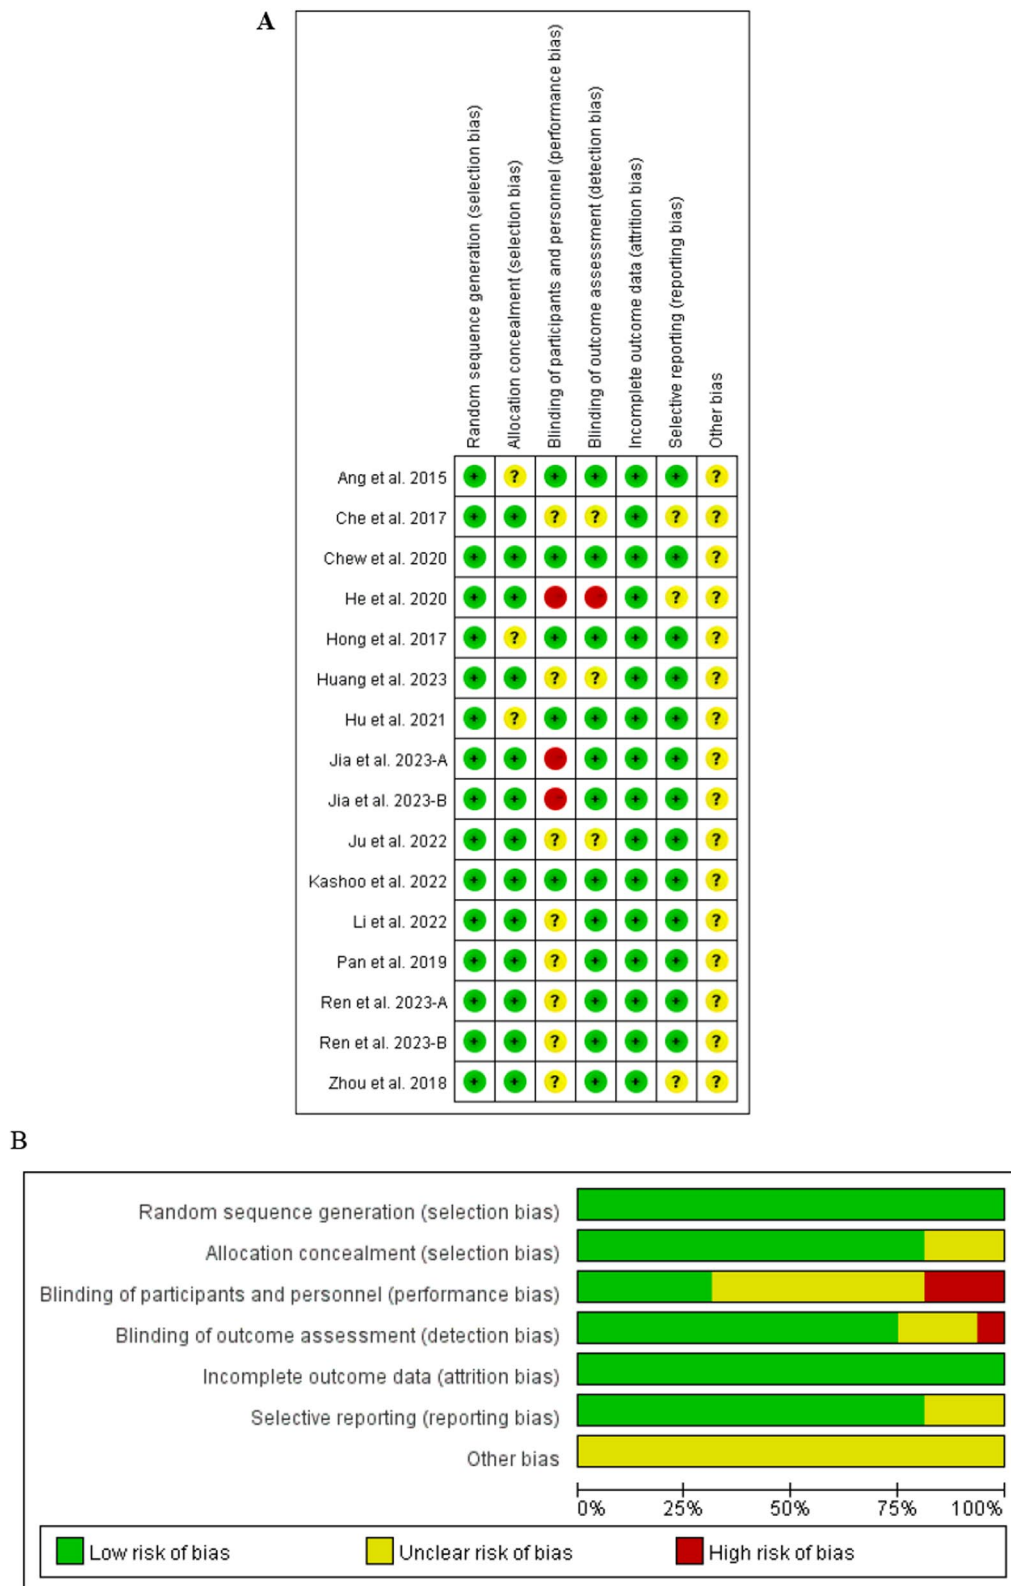 A
Random sequence generation (selection bias)
Allocation concealment (selection bias)
Blinding of participants and personnel (performance bias)
Blinding of outcome assessment (detection bias)
Incomplete outcome data (attrition bias)
Selective reporting (reporting bias)
Other bias
Ang et al. 2015 + ? + + + + ?
Che et al. 2017 + + ? ? + ? ?
Chew et al. 2020 + + + + + + ?
He et al. 2020 + + + ? ?
Hong et al. 2017 + ? + + + + ?
Huang et al. 2023 + + ? ? + + ?
Hu et al. 2021 + ? + + + + ?
Jia et al. 2023-A + + + + + ?
Jia et al. 2023-B + + + + + ?
Ju et al. 2022 + + ? ? + + ?
Kashoo et al. 2022 + + + + + + ?
Li et al. 2022 + + ? + + + ?
Pan et al. 2019 + + ? + + + ?
Ren et al. 2023-A + + ? + + + ?
Ren et al. 2023-B + + ? + + + ?
Zhou et al. 2018 + + ? + + ? ?
B
Random sequence generation (selection bias)
Allocation concealment (selection bias)
Blinding of participants and personnel (performance bias)
Blinding of outcome assessment (detection bias)
Incomplete outcome data (attrition bias)
Selective reporting (reporting bias)
Other bias
0% 25% 50% 75% 100%
Low risk of bias Unclear risk of bias High risk of bias